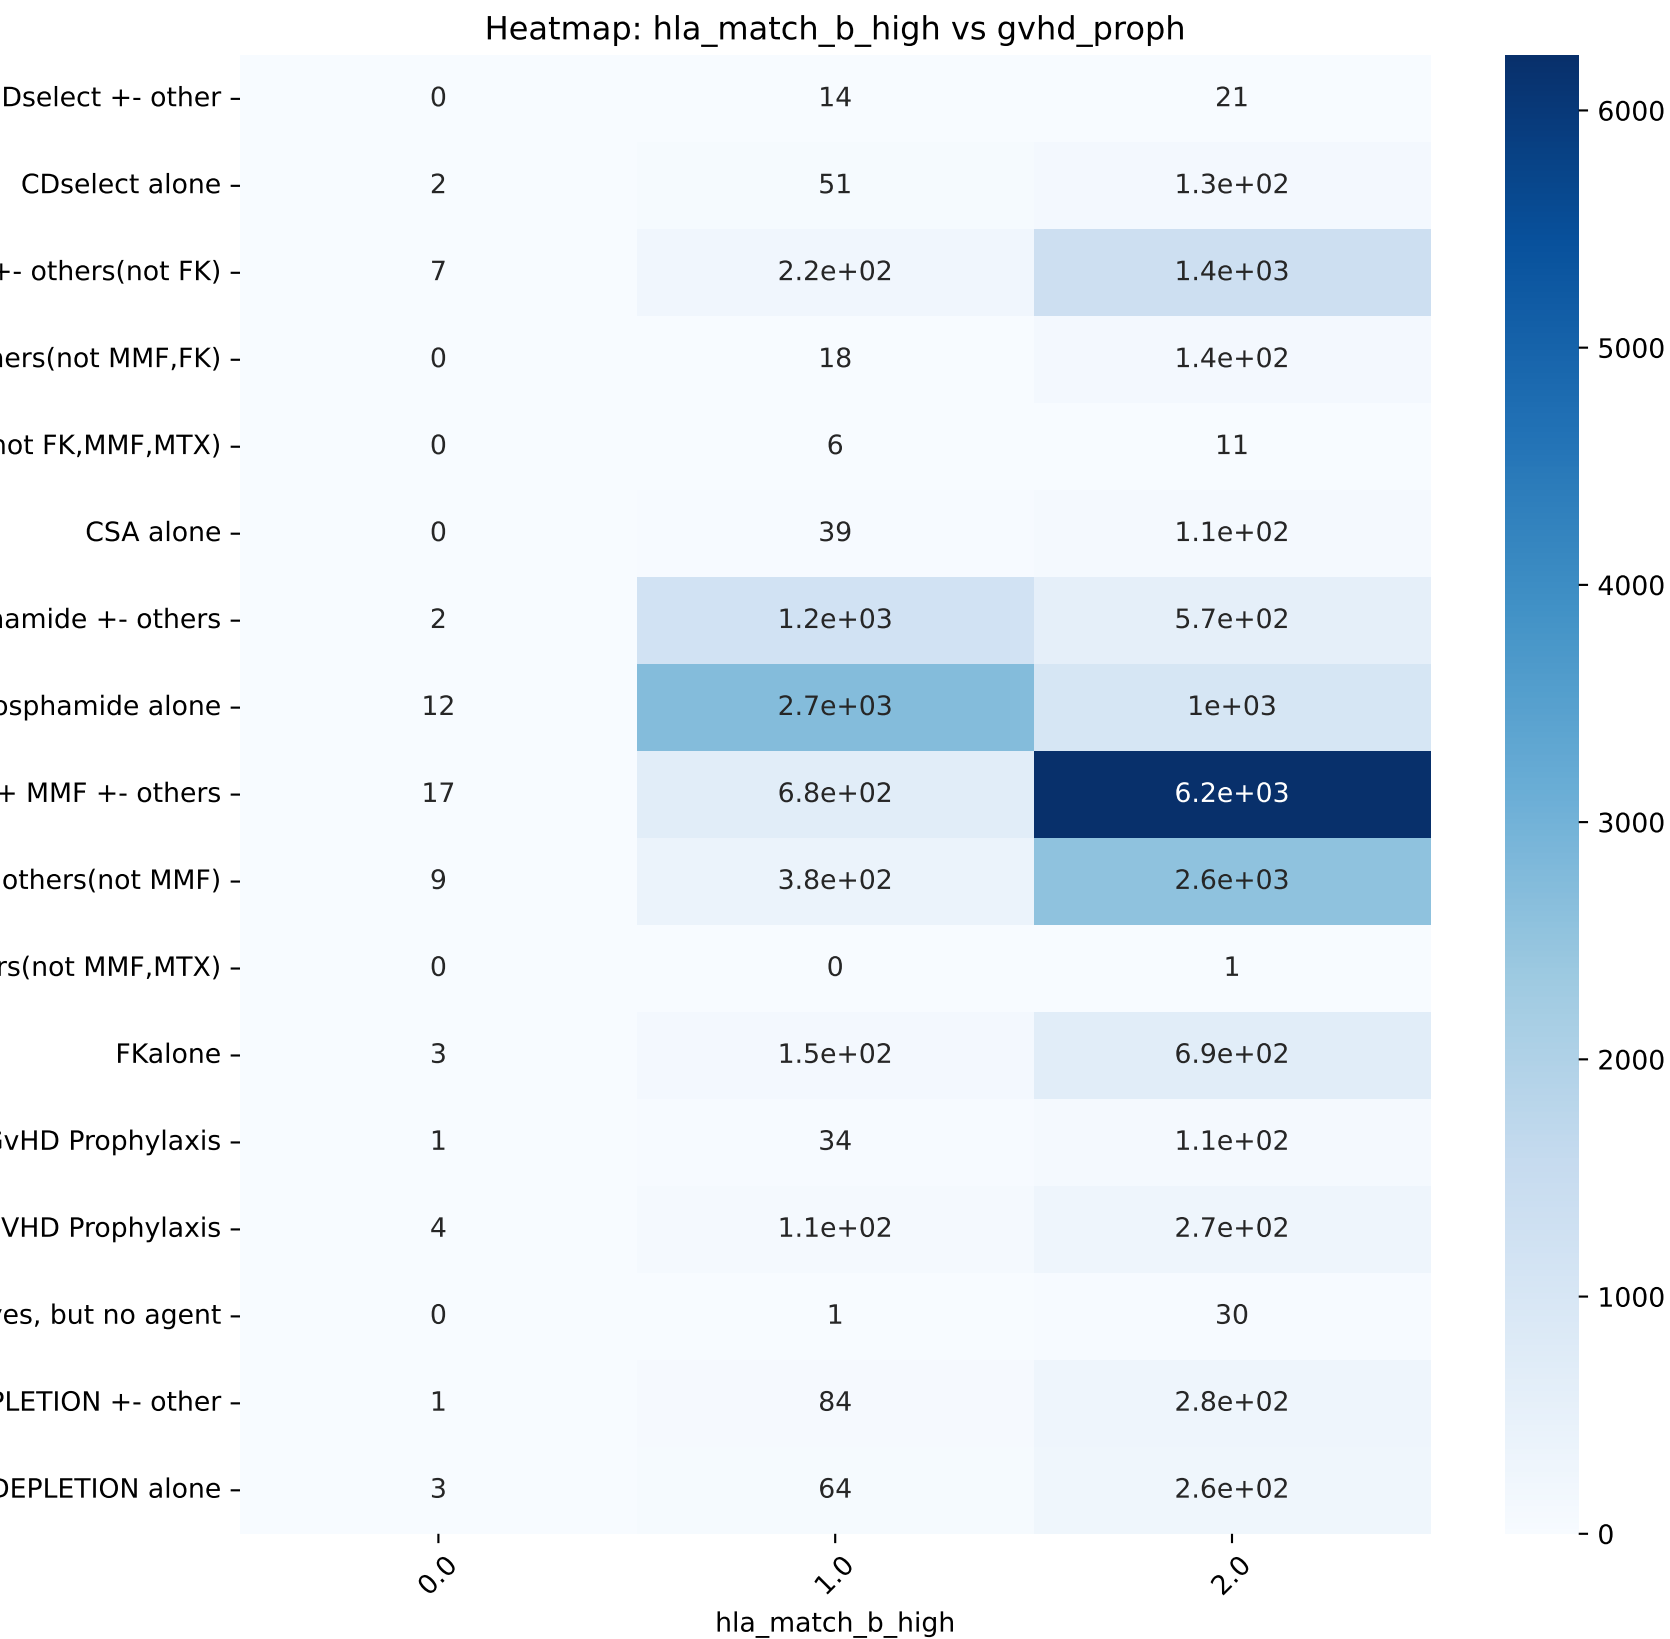 Heatmap: hla_match_b_high vs gvhd_proph
Dselect +- other 0 14 21
CDselect alone 2 51 1.3e+02
+- others(not FK) 7 2.2e+02 1.4e+03
ers(not MMF,FK) 0 18 1.4e+02
not FK,MMF,MTX) 0 6 11
CSA alone 0 39 1.1e+02
amide +- others 2 1.2e+03 5.7e+02
osphamide alone 12 2.7e+03 1e+03
+ MMF +- others 17 6.8e+02 6.2e+03
others(not MMF) 9 3.8e+02 2.6e+03
rs(not MMF,MTX) 0 0 1
FKalone 3 1.5e+02 6.9e+02
GvHD Prophylaxis 1 34 1.1e+02
VHD Prophylaxis 4 1.1e+02 2.7e+02
es, but no agent 0 1 30
PLETION +- other 1 84 2.8e+02
DEPLETION alone 3 64 2.6e+02
0.0 1.0 2.0
hla_match_b_high
6000
5000
4000
3000
2000
1000
0